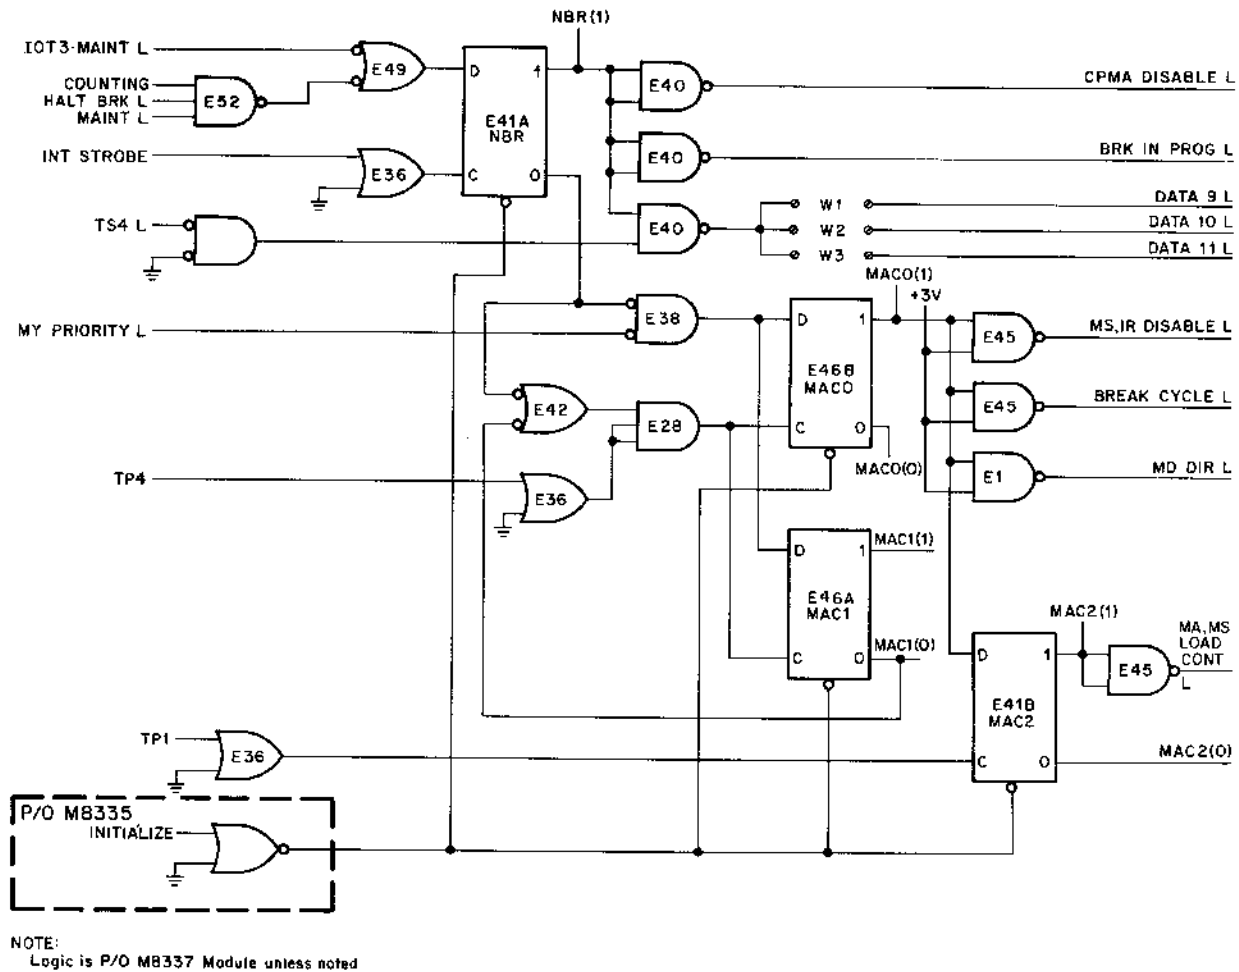 NBR(1)
IOT3-MAINT L
E49
D 1
COUNTING
HALT BRK L
MAINT L
E52
E40
CPMA DISABLE L
E41A
NBR
INT STROBE
E36
C 0
E40
BRK IN PROG L
TS4 L
E40
W1
DATA 9 L
W2
DATA 10 L
W3
DATA 11 L
MAC0(1)
+3V
MY PRIORITY L
E38
D 1
E45
MS,IR DISABLE L
E46B
MAC0
E42
E28
C 0
E45
BREAK CYCLE L
MAC0(0)
TP4
E36
E1
MD DIR L
D 1
MAC1(1)
E46A
MAC1
MAC2(1)
MAC1(0)
C 0
D 1
E45
MA,MS
LOAD
CONT
L
E41B
MAC2
TP1
E36
C 0
MAC2(0)
P/O M8335
INITIALIZE
NOTE:
Logic is P/O M8337 Module unless noted